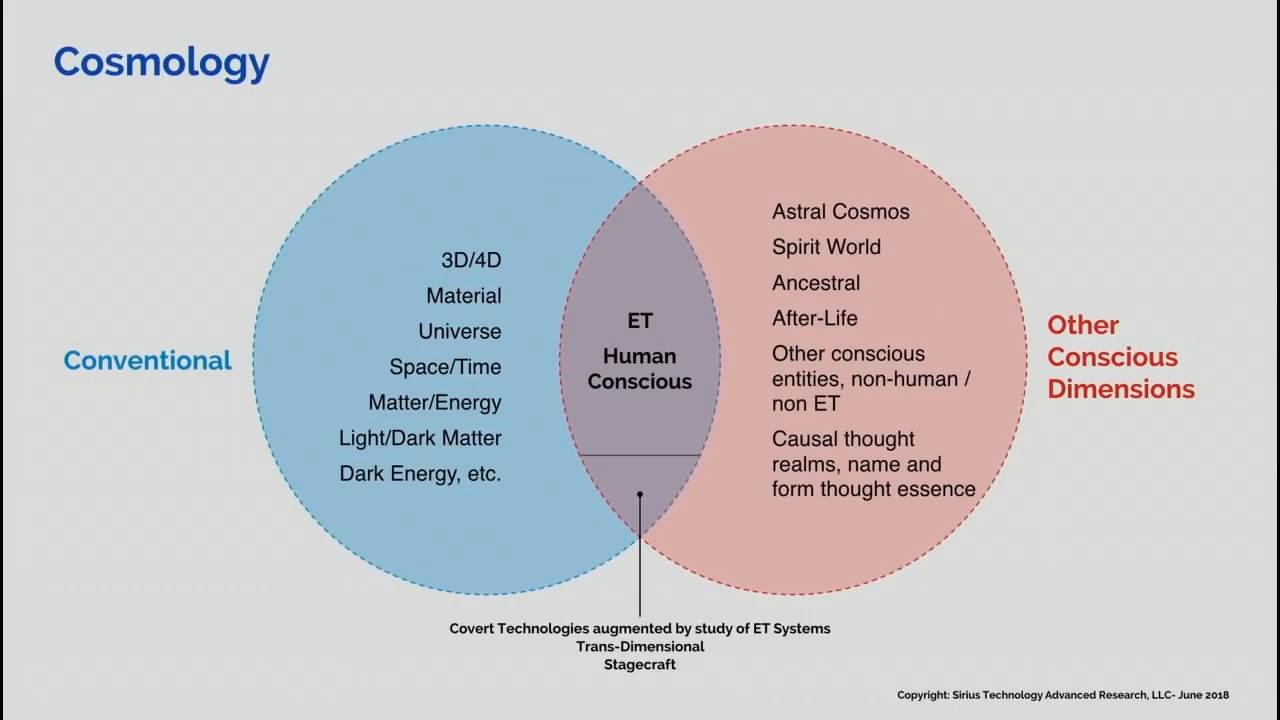 Cosmology
Conventional
3D/4D
Material
Universe
Space/Time
Matter/Energy
Light/Dark Matter
Dark Energy, etc.
ET
Human
Conscious
Astral Cosmos
Spirit World
Ancestral
After-Life
Other conscious
entities, non-human /
non ET
Causal thought
realms, name and
form thought essence
Other
Conscious
Dimensions
Covert Technologies augmented by study of ET Systems
Trans-Dimensional
Stagecraft
Copyright: Sirius Technology Advanced Research, LLC- June 2018